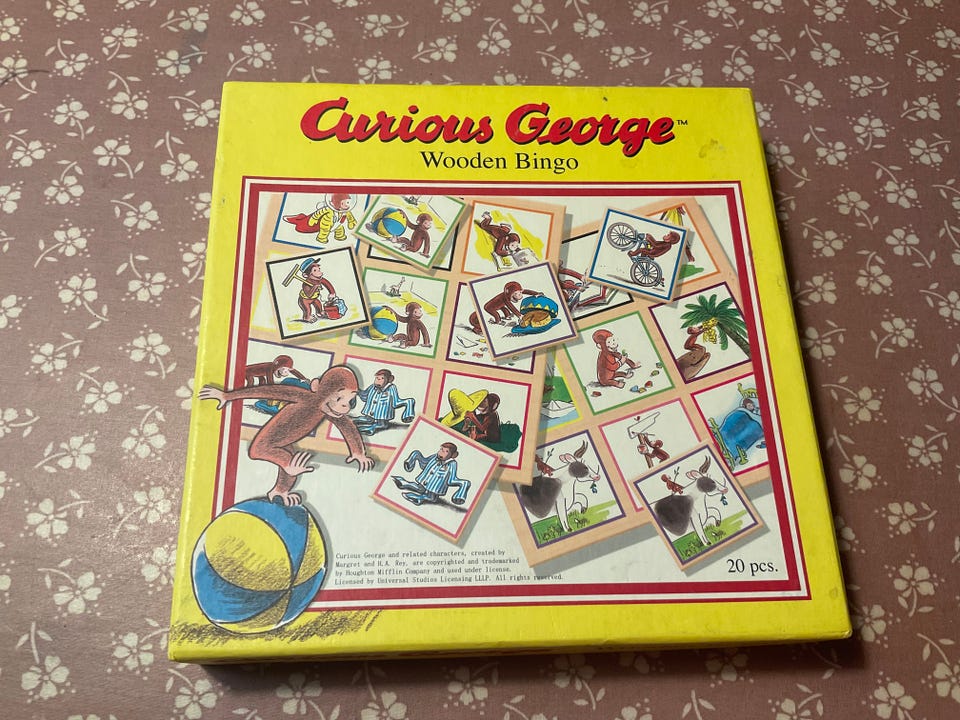 Curious George™
Wooden Bingo
Curious George and related characters, created by
Margret and H.A. Rey, are copyrighted and trademarked
by Houghton Mifflin Company and used under license.
Licensed by Universal Studios Licensing LLLP. All rights reserved.
20 pcs.